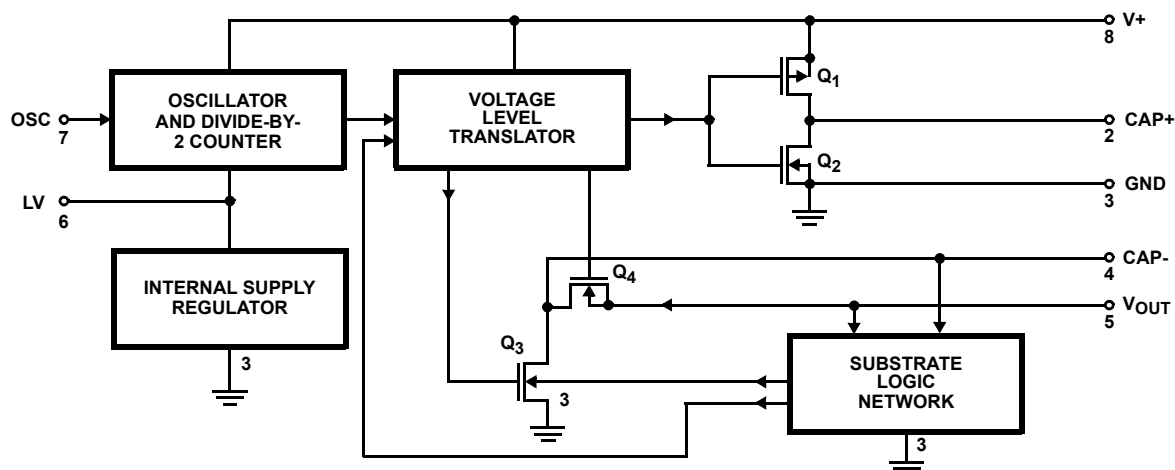 V+
8
OSCILLATOR
AND DIVIDE-BY-
2 COUNTER
VOLTAGE
LEVEL
TRANSLATOR
Q1
OSC
7
CAP+
2
Q2
GND
3
LV
6
CAP-
4
INTERNAL SUPPLY
REGULATOR
Q4
VOUT
5
Q3
3
3
SUBSTRATE
LOGIC
NETWORK
3